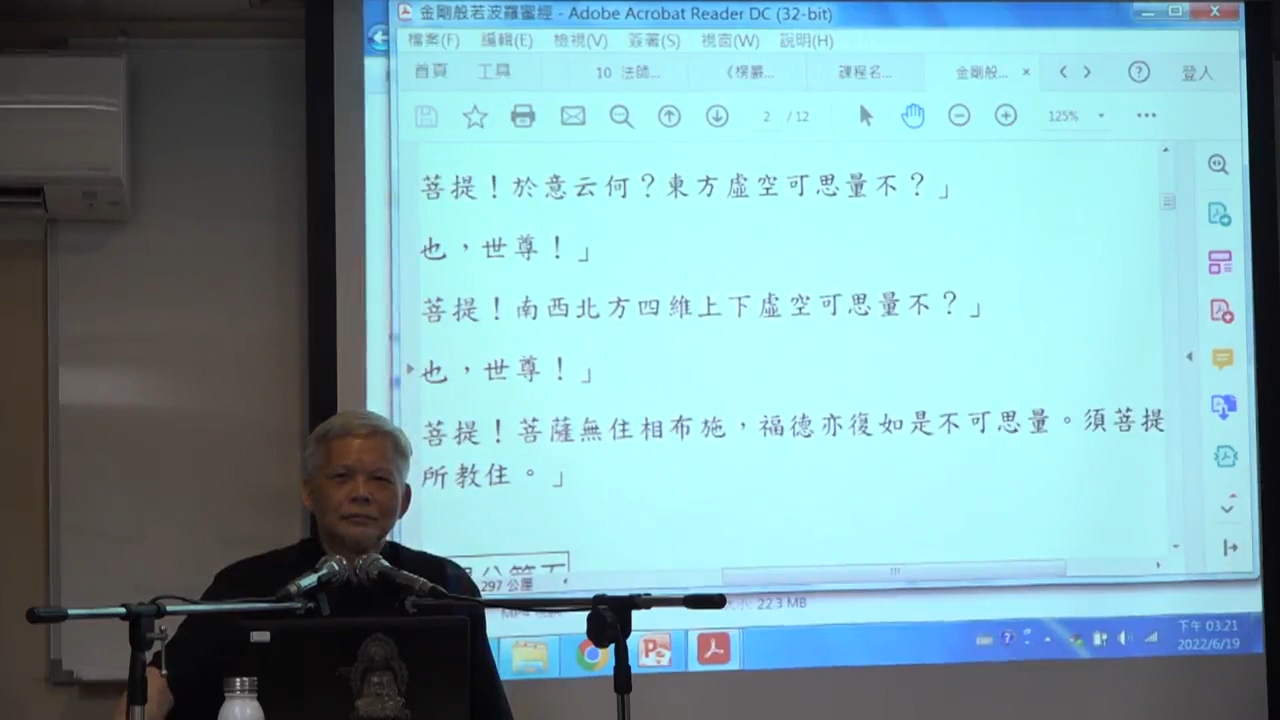 金剛般若波羅蜜經 - Adobe Acrobat Reader DC (32-bit)
檔案(F) 編輯(E) 檢視(V) 簽署(S) 視窗(W) 說明(H)
首頁 工具 10 法師... 《楞嚴... 課程名... 金剛般... × 登入
2 / 12 125%
菩提！於意云何？東方虛空可思量不？」
也，世尊！」
菩提！南西北方四維上下虛空可思量不？」
也，世尊！」
菩提！菩薩無住相布施，福德亦復如是不可思量。須菩提
所教住。」
297 公厘
22.3 MB
下午 03:21
2022/6/19